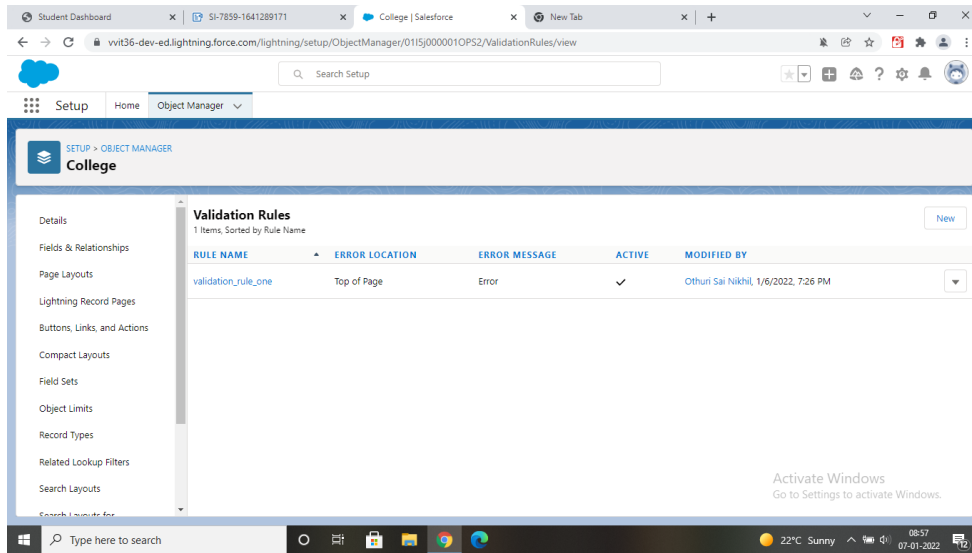 Student Dashboard
SI-7859-1641289171
College | Salesforce
New Tab
vvit36-dev-ed.lightning.force.com/lightning/setup/ObjectManager/01I5j000001OPS2/ValidationRules/view
Search Setup
Setup Home Object Manager
SETUP > OBJECT MANAGER
College
Details
Fields & Relationships
Page Layouts
Lightning Record Pages
Buttons, Links, and Actions
Compact Layouts
Field Sets
Object Limits
Record Types
Related Lookup Filters
Search Layouts
Search Layouts for
Validation Rules
1 Items, Sorted by Rule Name
New
RULE NAME ERROR LOCATION ERROR MESSAGE ACTIVE MODIFIED BY
validation_rule_one Top of Page Error Othuri Sai Nikhil, 1/6/2022, 7:26 PM
Activate Windows
Go to Settings to activate Windows.
Type here to search
22°C Sunny
08:57
07-01-2022
12